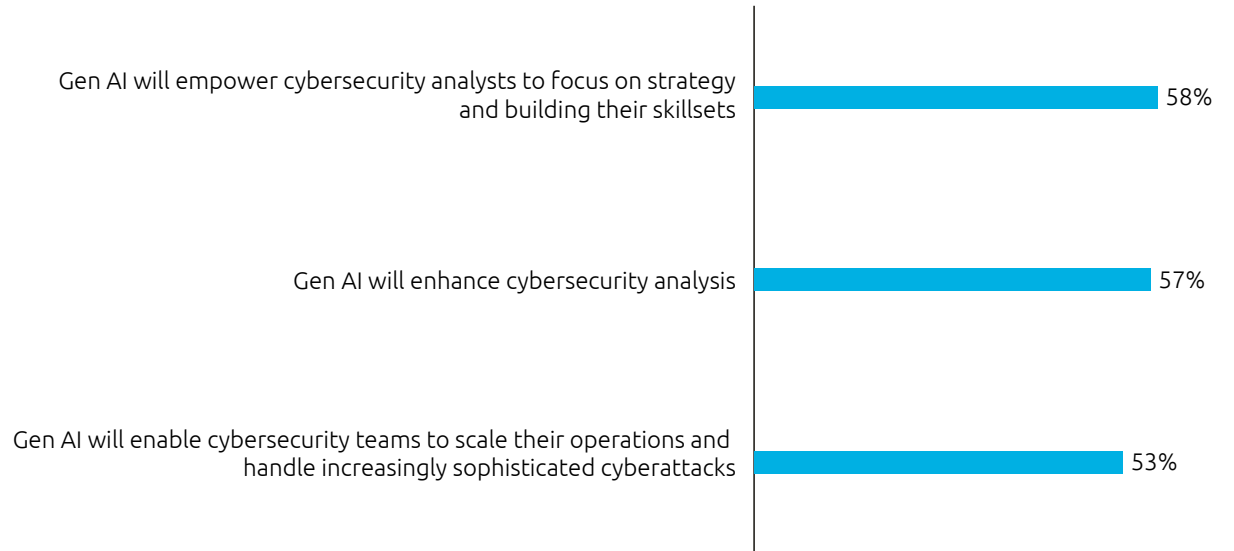 Gen AI will empower cybersecurity analysts to focus on strategy
and building their skillsets
58%
Gen AI will enhance cybersecurity analysis
57%
Gen AI will enable cybersecurity teams to scale their operations and
handle increasingly sophisticated cyberattacks
53%